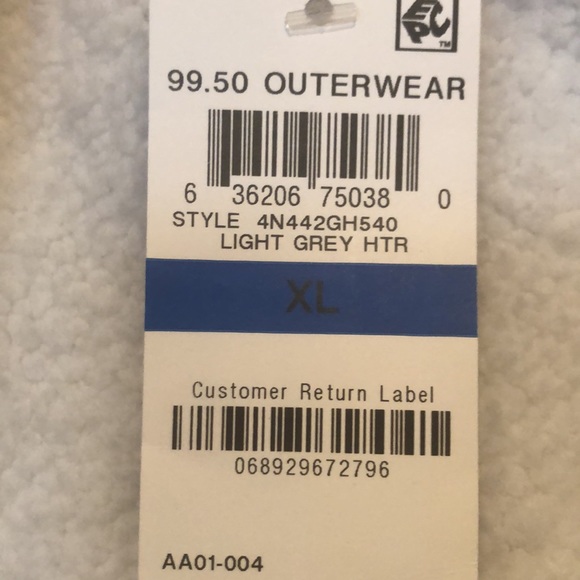 EPC™
99.50 OUTERWEAR
6 36206 75038 0
STYLE 4N442GH540
LIGHT GREY HTR
XL
Customer Return Label
068929672796
AA01-004